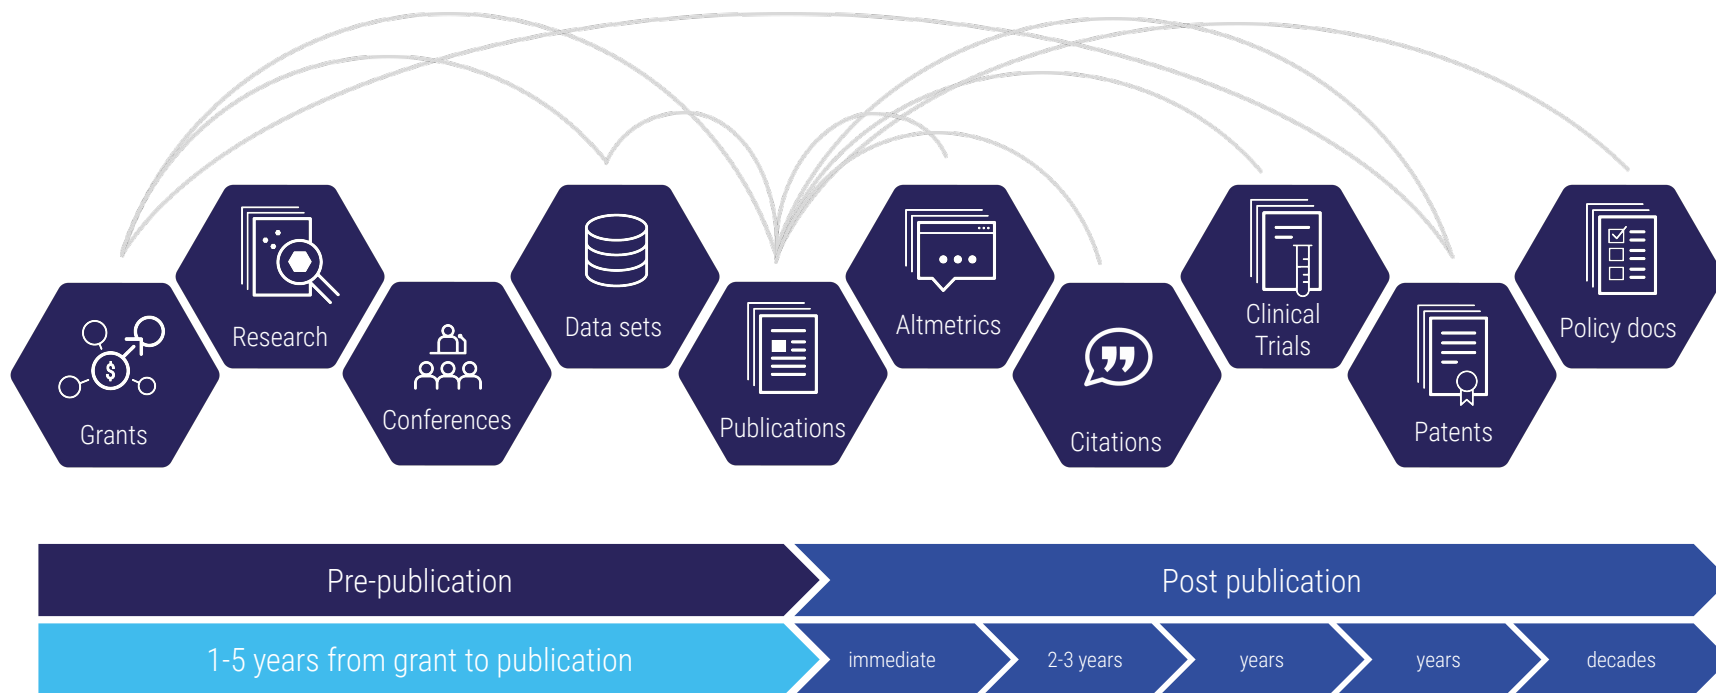 Grants
Research
Conferences
Data sets
Publications
Altmetrics
Citations
Clinical
Trials
Patents
Policy docs
$
Pre-publication
Post publication
1-5 years from grant to publication
immediate
2-3 years
years
years
decades